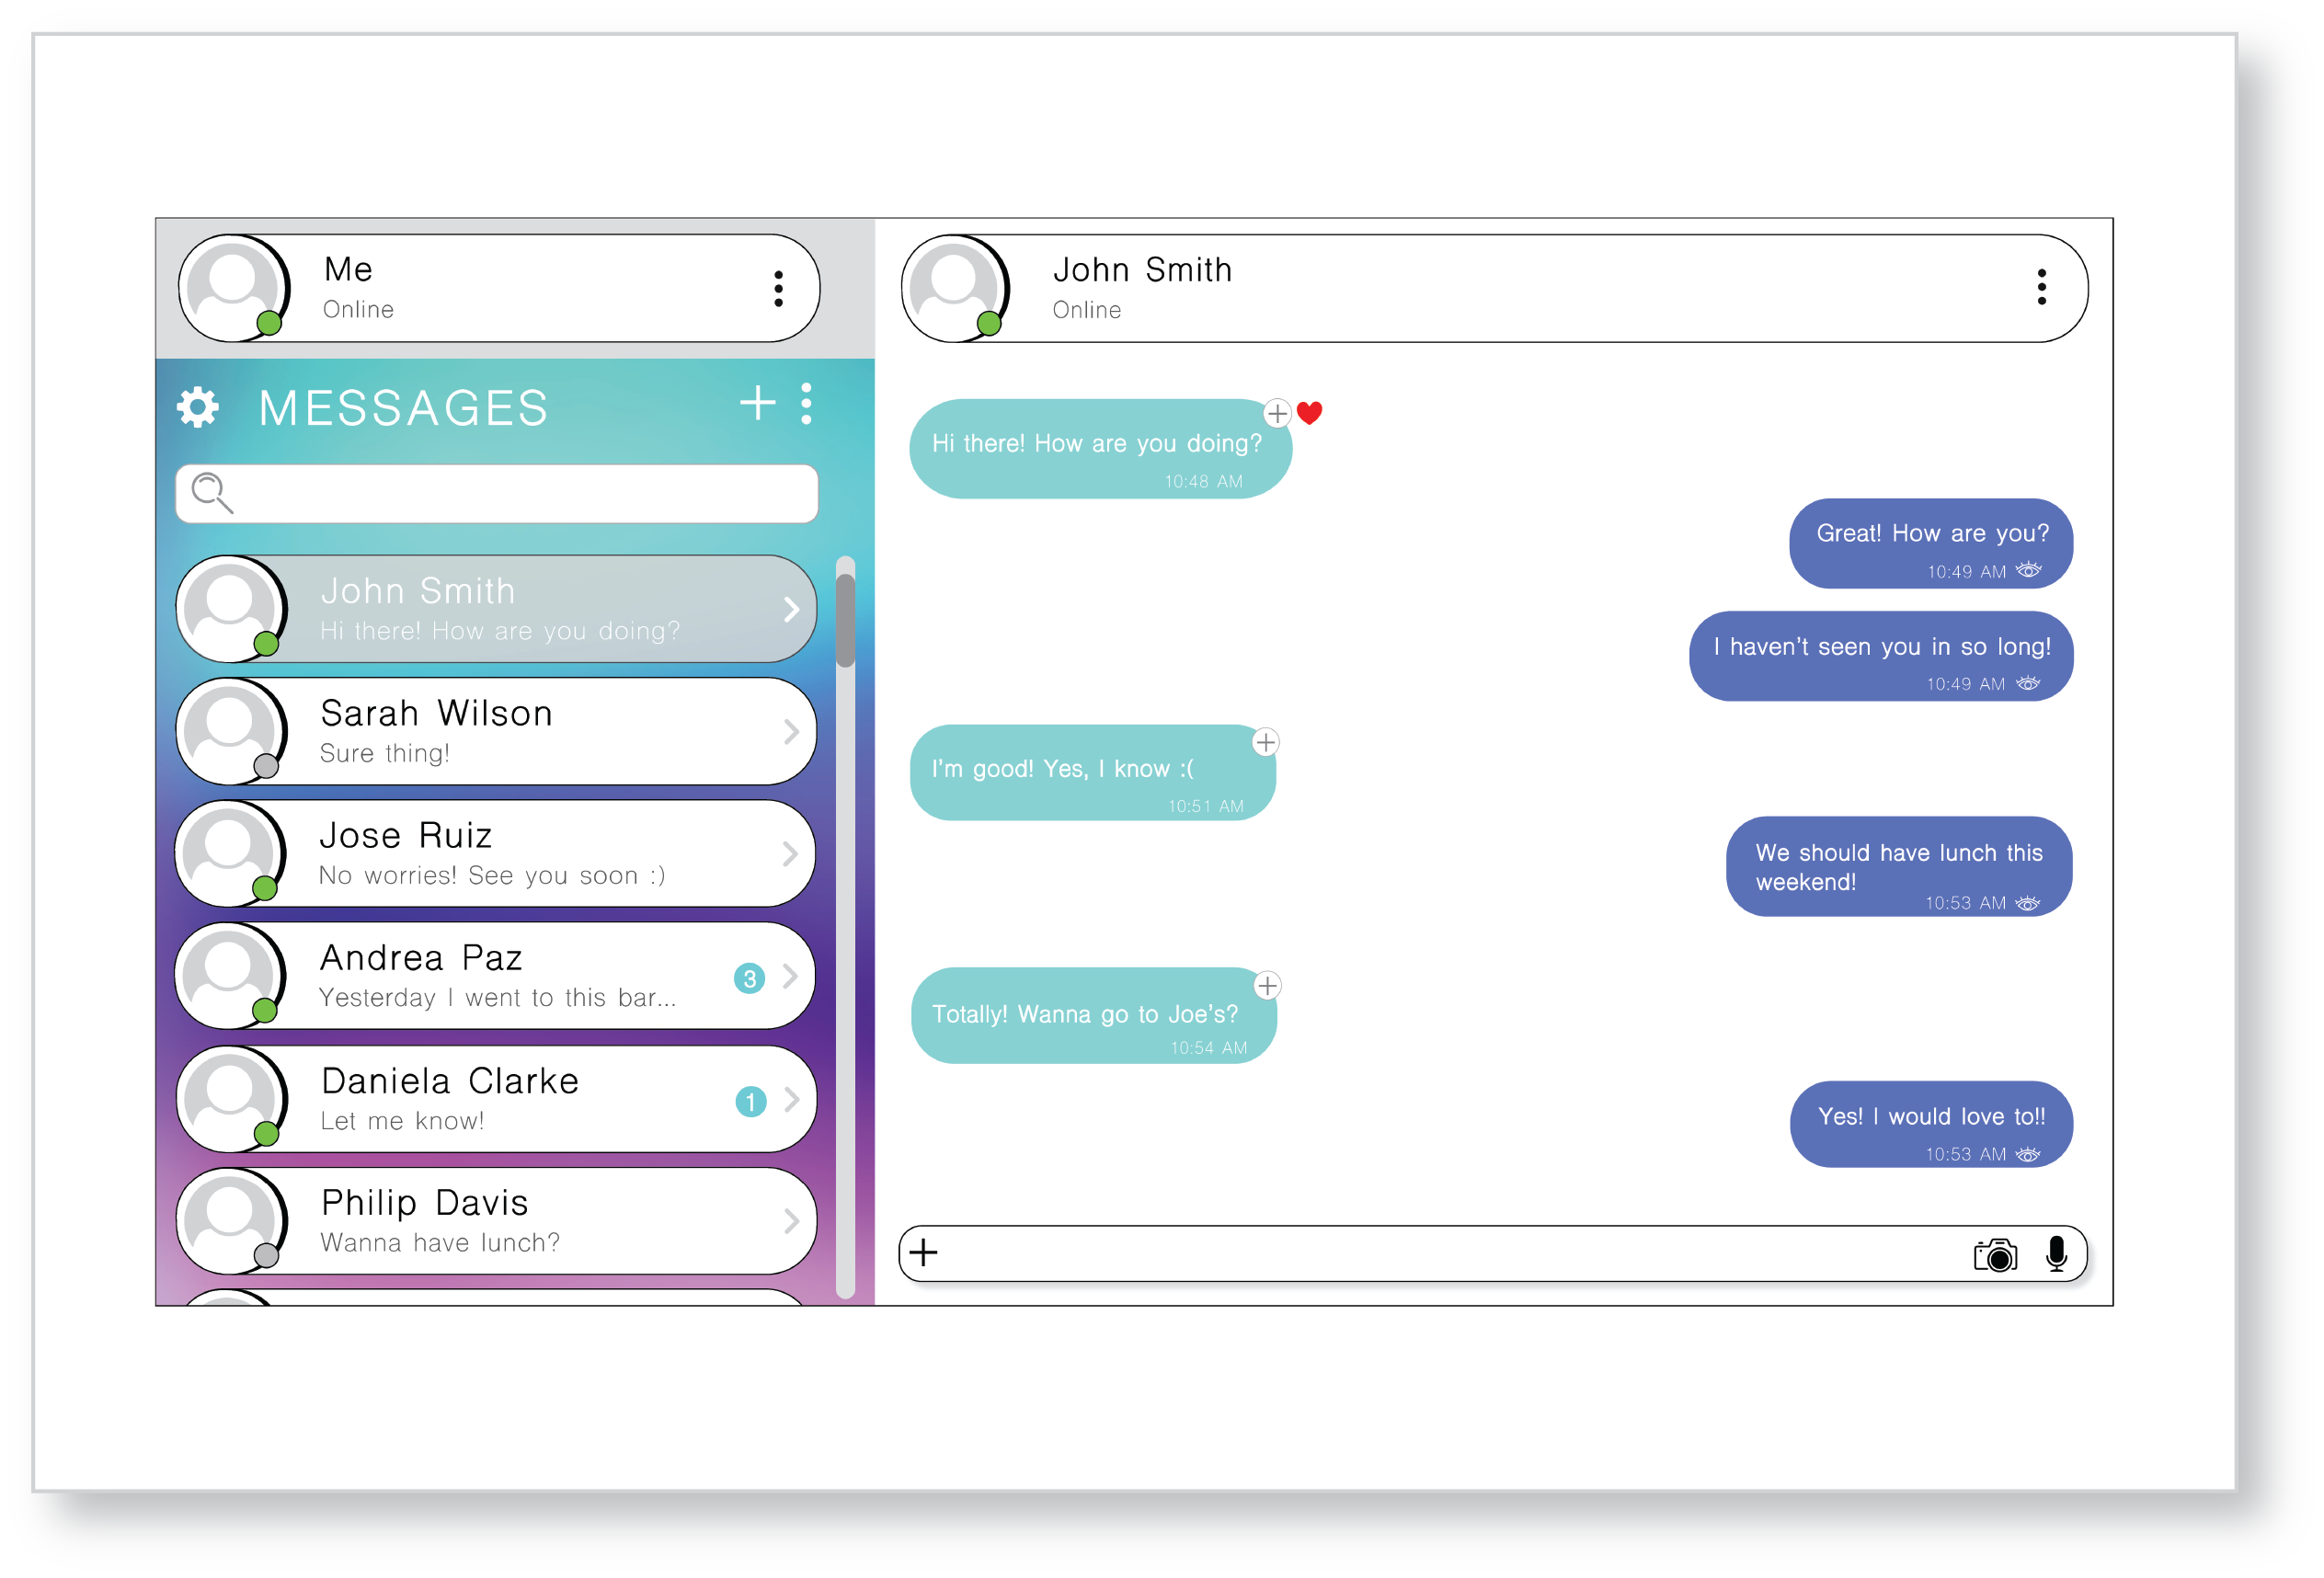 Me
Online
MESSAGES
John Smith
Hi there! How are you doing?
Sarah Wilson
Sure thing!
Jose Ruiz
No worries! See you soon :)
Andrea Paz
Yesterday I went to this bar...
3
Daniela Clarke
Let me know!
1
Philip Davis
Wanna have lunch?
John Smith
Online
Hi there! How are you doing?
10:48 AM
Great! How are you?
10:49 AM
I haven't seen you in so long!
10:49 AM
I'm good! Yes, I know :(
10:51 AM
We should have lunch this
weekend!
10:53 AM
Totally! Wanna go to Joe's?
10:54 AM
Yes! I would love to!!
10:53 AM